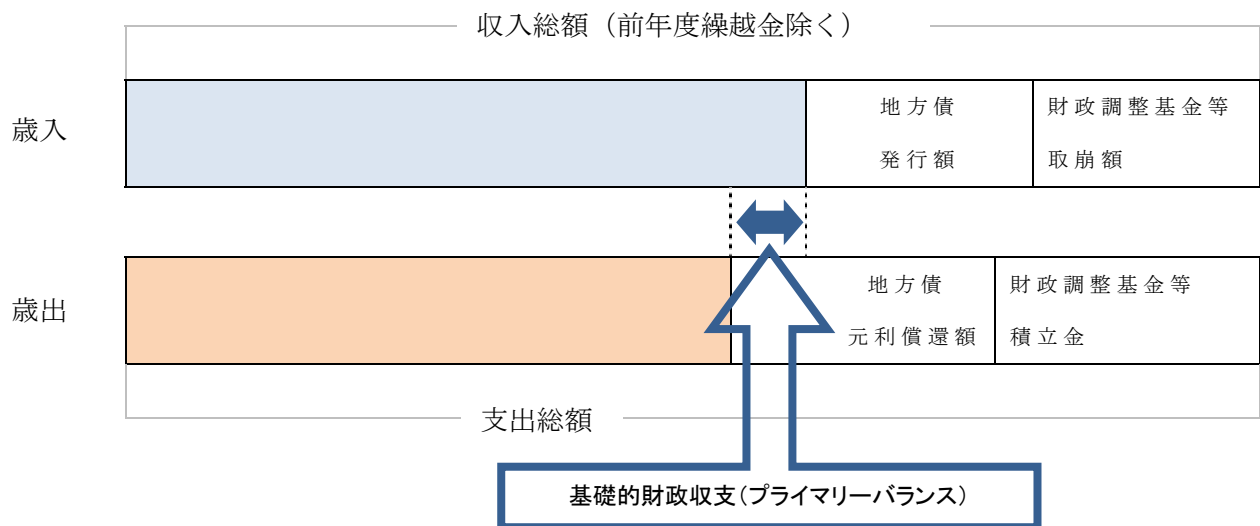 収入総額（前年度繰越金除く）
歳入
地方債
発行額
財政調整基金等
取崩額
歳出
地方債
元利償還額
財政調整基金等
積立金
支出総額
基礎的財政収支（プライマリーバランス）